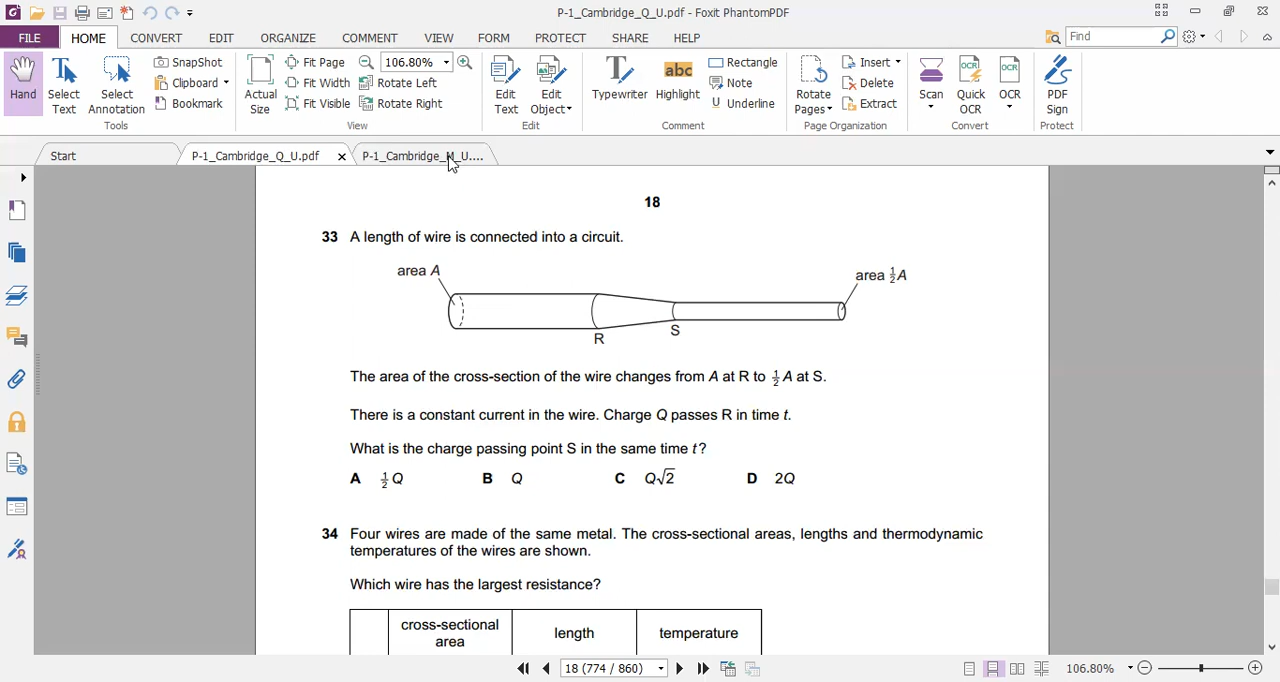 P-1_Cambridge_Q_U.pdf - Foxit PhantomPDF
FILE HOME CONVERT EDIT ORGANIZE COMMENT VIEW FORM PROTECT SHARE HELP
Find
Hand
Select Text
Select Annotation
SnapShot
Clipboard
Bookmark
Tools
Actual Size
Fit Page
Fit Width
Fit Visible
106.80%
Rotate Left
Rotate Right
View
Edit Text
Edit Object
Edit
Typewriter
abc
Highlight
Rectangle
Note
U Underline
Comment
Rotate Pages
Insert
Delete
Extract
Page Organization
Scan
OCR
Quick OCR
OCR
OCR
Convert
PDF Sign
Protect
Start
P-1_Cambridge_Q_U.pdf
P-1_Cambridge_M_U....
18
33 A length of wire is connected into a circuit.
area A
area ½A
R
S
The area of the cross-section of the wire changes from A at R to ½A at S.
There is a constant current in the wire. Charge Q passes R in time t.
What is the charge passing point S in the same time t?
A ½Q B Q C Q√2 D 2Q
34 Four wires are made of the same metal. The cross-sectional areas, lengths and thermodynamic
temperatures of the wires are shown.
Which wire has the largest resistance?
cross-sectional area
length
temperature
18 (774 / 860)
106.80%